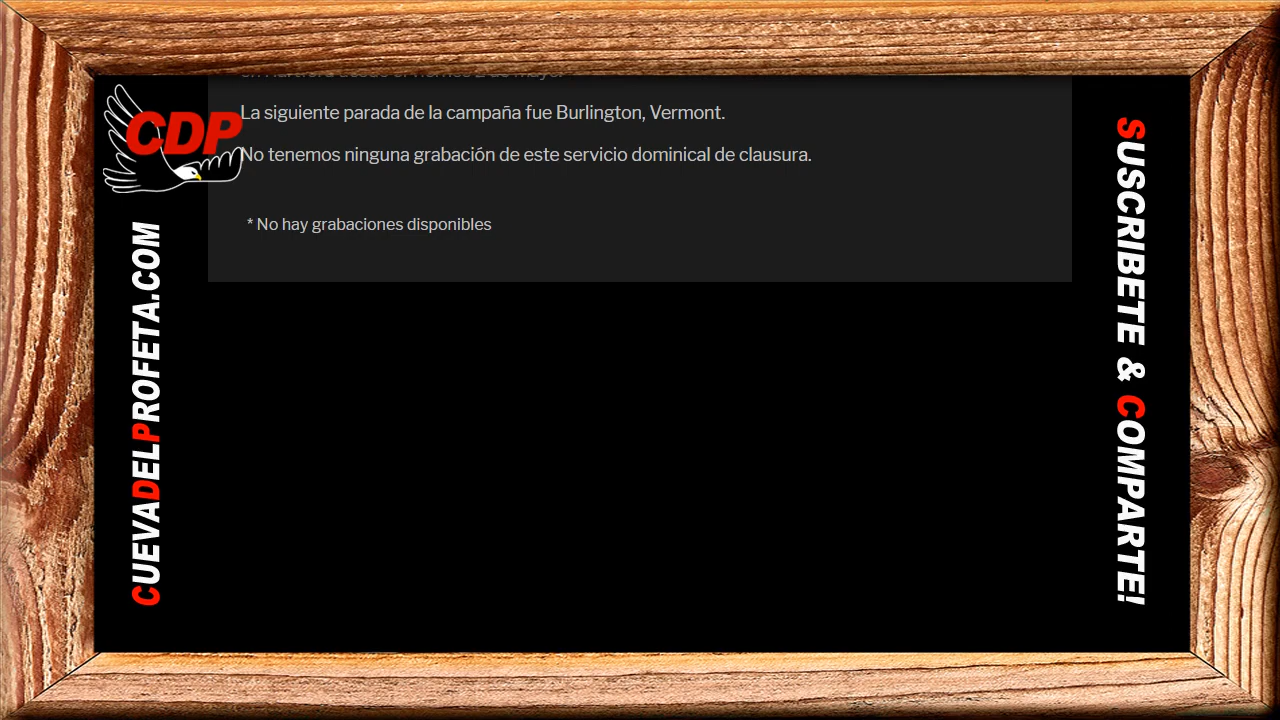 La siguiente parada de la campaña fue Burlington, Vermont.
No tenemos ninguna grabación de este servicio dominical de clausura.
* No hay grabaciones disponibles
CDP
CUEVADELPROFETA.COM
SUSCRIBETE & COMPARTE!